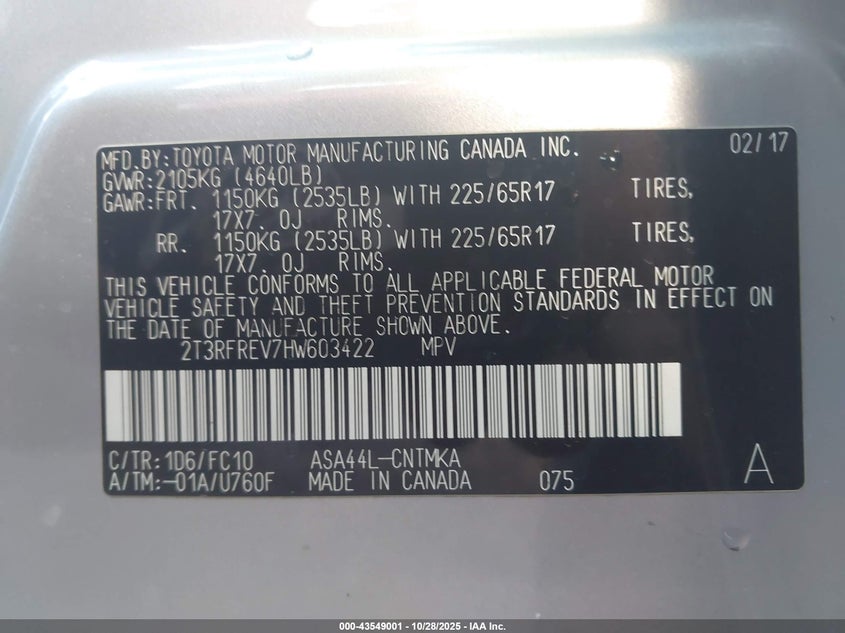 MFD.BY:TOYOTA MOTOR MANUFACTURING CANADA INC. 02/17
GVWR:2105KG (4640LB)
GAWR:FRT. 1150KG (2535LB) WITH 225/65R17 TIRES,
17X7.0J RIMS.
RR. 1150KG (2535LB) WITH 225/65R17 TIRES,
17X7.0J RIMS.
THIS VEHICLE CONFORMS TO ALL APPLICABLE FEDERAL MOTOR
VEHICLE SAFETY AND THEFT PREVENTION STANDARDS IN EFFECT ON
THE DATE OF MANUFACTURE SHOWN ABOVE.
2T3RFREV7HW603422 MPV
C/TR:1D6/FC10 ASA44L-CNTMKA
A/TM:-01A/U760F MADE IN CANADA 075 A
000-43549001 | 10/28/2025 - IAA Inc.